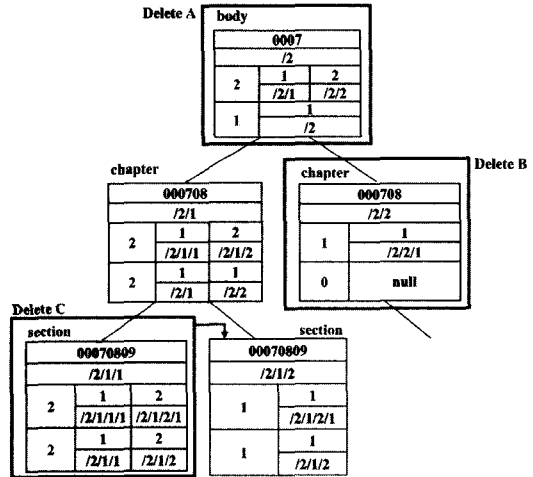 Delete A body
0007
/2
2 1 2
/2/1 /2/2
1 1
/2
chapter
000708
/2/1
2 1 2
/2/1/1 /2/1/2
2 1 1
/2/1 /2/2
Delete B
chapter
000708
/2/2
1 1
/2/2/1
0 null
Delete C
section
00070809
/2/1/1
2 1 2
/2/1/1/1 /2/1/2/1
2 1 2
/2/1/1 /2/1/2
section
00070809
/2/1/2
1 1
/2/1/2/1
1 1
/2/1/2